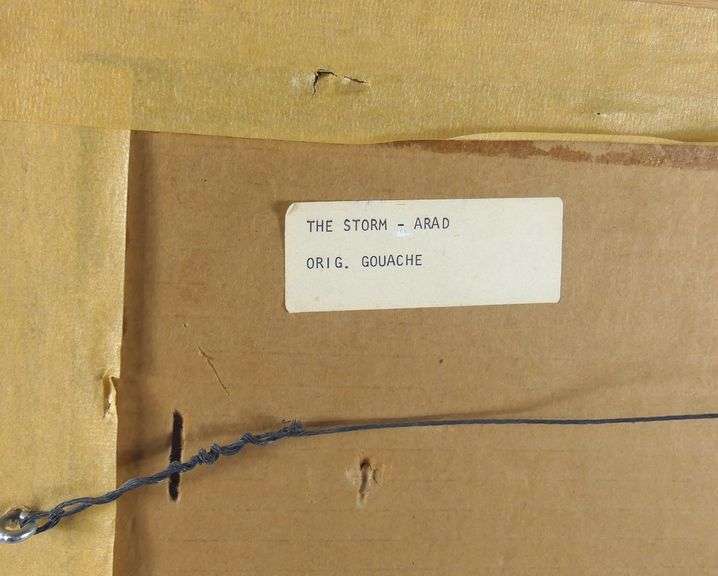 THE STORM - ARAD
ORIG. GOUACHE